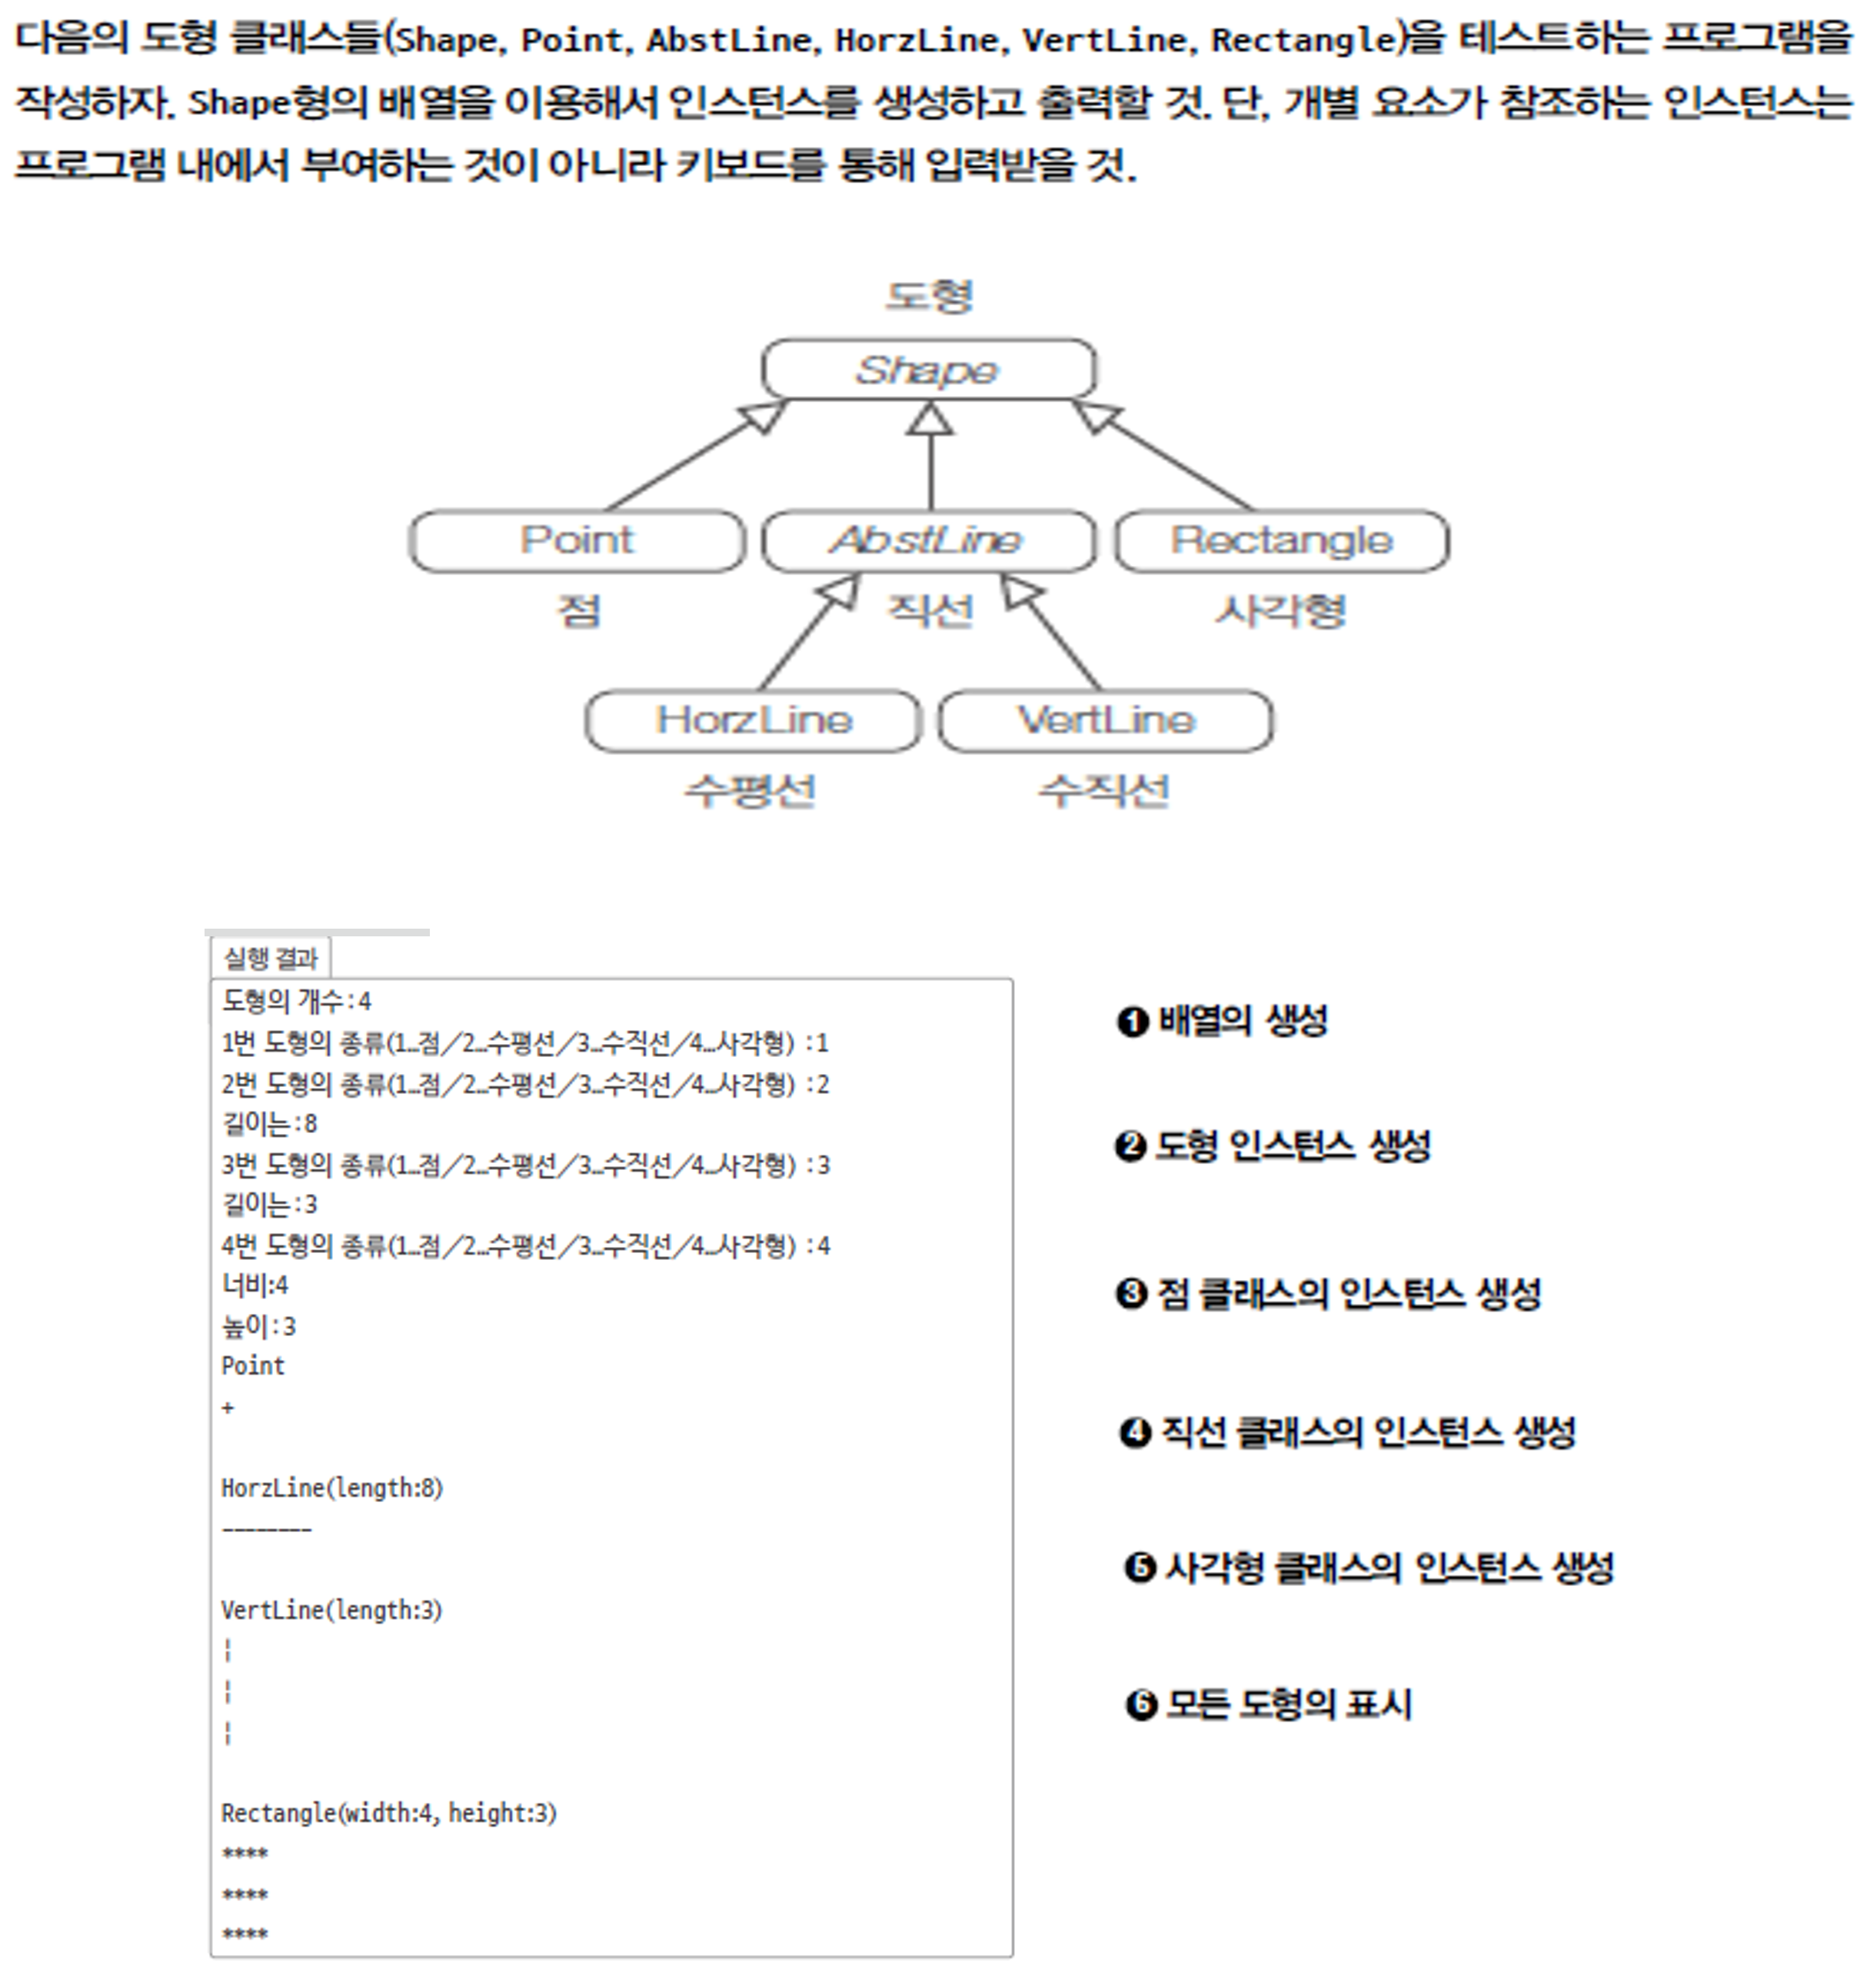 다음의 도형 클래스들(Shape, Point, AbstLine, HorzLine, VertLine, Rectangle)을 테스트하는 프로그램을
작성하자. Shape형의 배열을 이용해서 인스턴스를 생성하고 출력할 것. 단, 개별 요소가 참조하는 인스턴스는
프로그램 내에서 부여하는 것이 아니라 키보드를 통해 입력받을 것.
도형
Shape
Point AbstLine Rectangle
점 직선 사각형
HorzLine VertLine
수평선 수직선
실행 결과
도형의 개수:4
1번 도형의 종류(1…점／2…수평선／3…수직선／4…사각형) :1
2번 도형의 종류(1…점／2…수평선／3…수직선／4…사각형) :2
길이는:8
3번 도형의 종류(1…점／2…수평선／3…수직선／4…사각형) :3
길이는:3
4번 도형의 종류(1…점／2…수평선／3…수직선／4…사각형) :4
너비:4
높이:3
Point
+
HorzLine(length:8)
--------
VertLine(length:3)
¦
¦
¦
Rectangle(width:4, height:3)
****
****
****
❶ 배열의 생성
❷ 도형 인스턴스 생성
❸ 점 클래스의 인스턴스 생성
❹ 직선 클래스의 인스턴스 생성
❺ 사각형 클래스의 인스턴스 생성
❻ 모든 도형의 표시